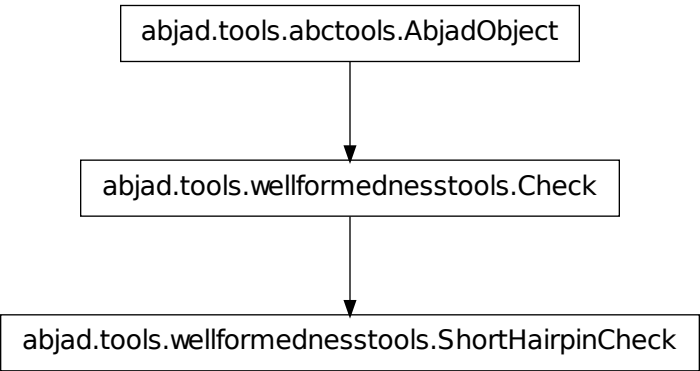 abjad.tools.abctools.AbjadObject
abjad.tools.wellformednesstools.Check
abjad.tools.wellformednesstools.ShortHairpinCheck